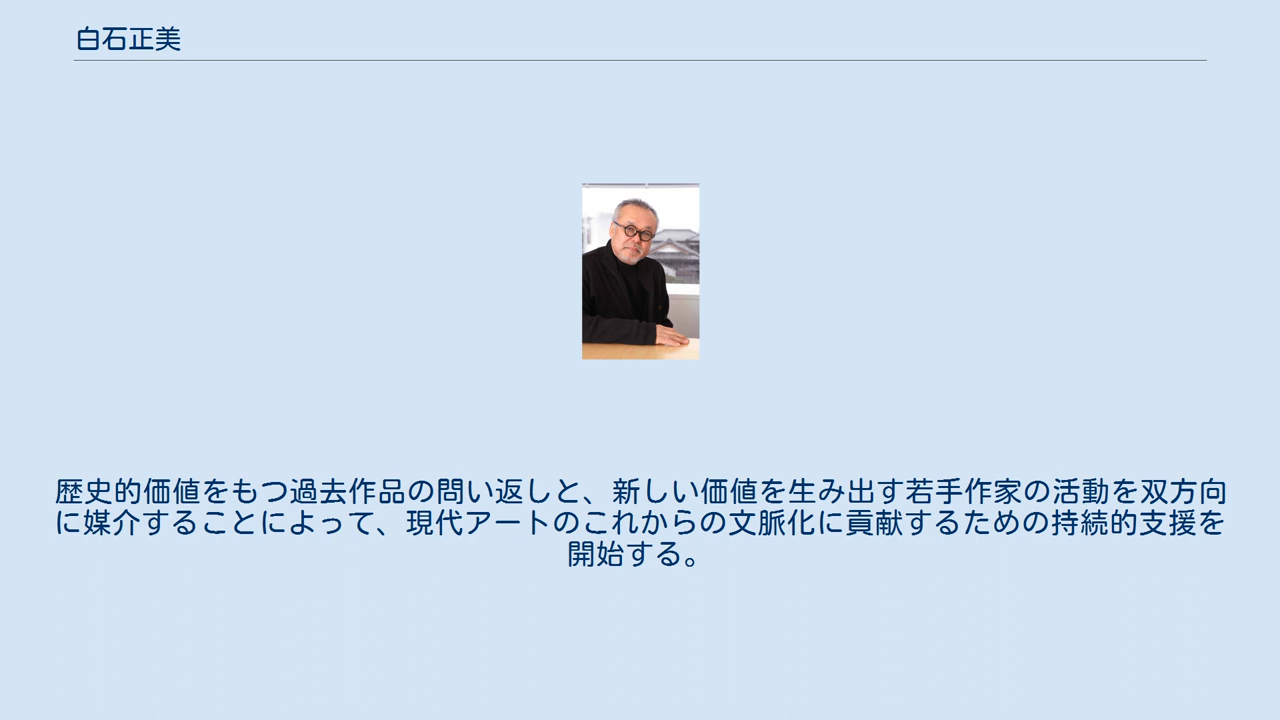 白石正美
歴史的価値をもつ過去作品の問い返しと、新しい価値を生み出す若手作家の活動を双方向
に媒介することによって、現代アートのこれからの文脈化に貢献するための持続的支援を
開始する。